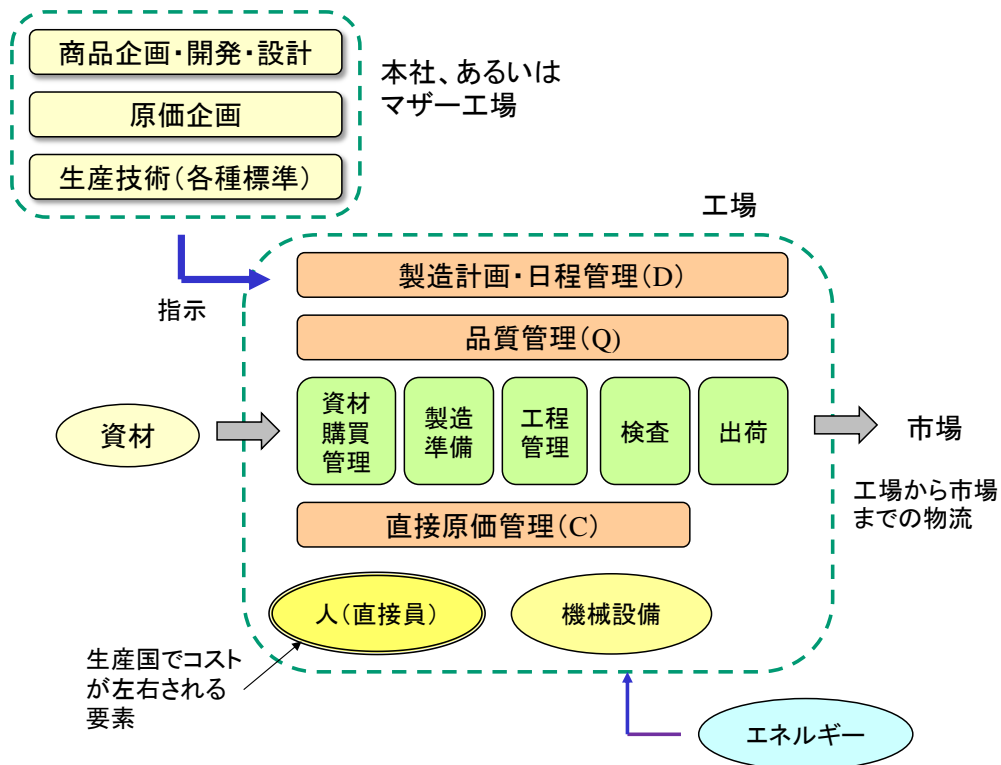 商品企画・開発・設計
原価企画
生産技術(各種標準)
本社、あるいは
マザー工場
工場
指示
製造計画・日程管理(D)
品質管理(Q)
資材
資材
購買
管理
製造
準備
工程
管理
検査
出荷
市場
工場から市場
までの物流
直接原価管理(C)
人(直接員)
機械設備
生産国でコスト
が左右される
要素
エネルギー